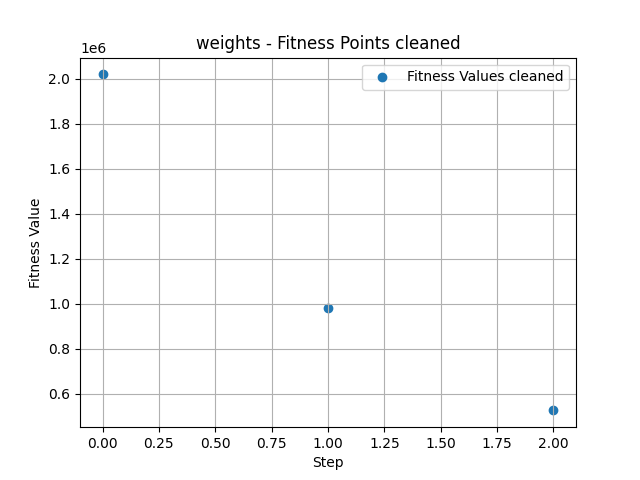 weights - Fitness Points cleaned
1e6
Fitness Values cleaned
2.0
1.8
1.6
1.4
1.2
1.0
0.8
0.6
Fitness Value
0.00 0.25 0.50 0.75 1.00 1.25 1.50 1.75 2.00
Step